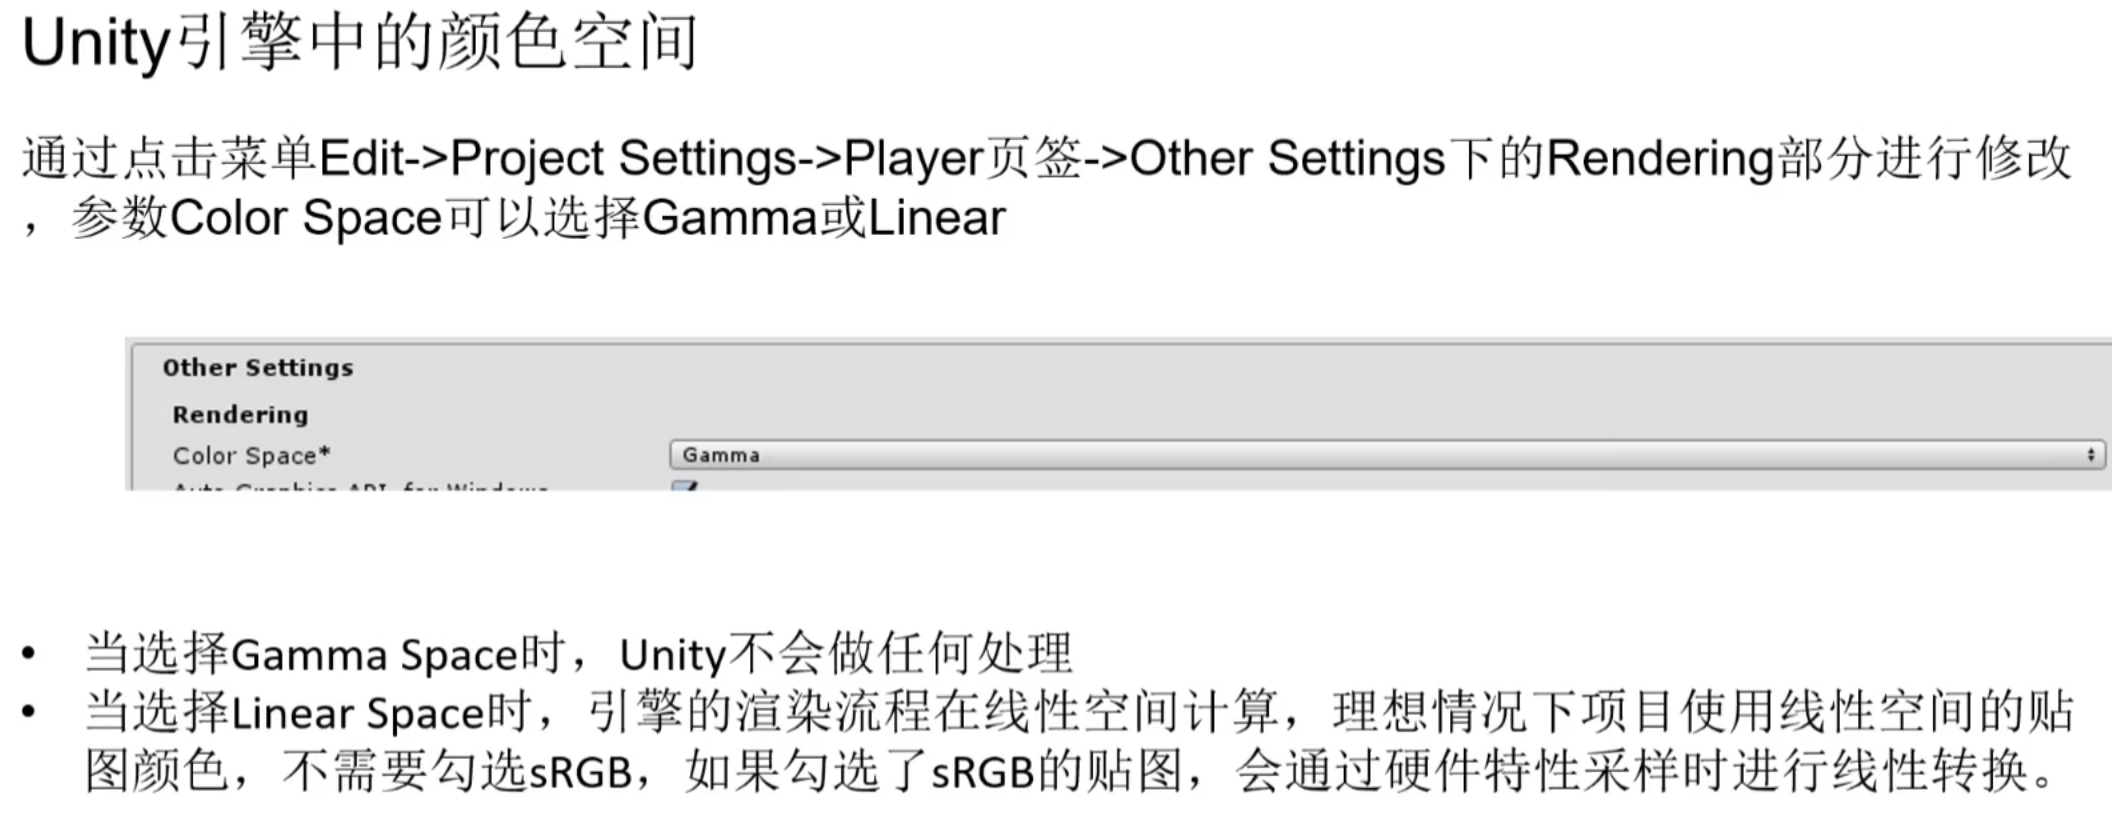 Unity引擎中的颜色空间
通过点击菜单Edit->Project Settings->Player页签->Other Settings下的Rendering部分进行修改
，参数Color Space可以选择Gamma或Linear
Other Settings
Rendering
Color Space* Gamma
Auto Graphics API for Windows
• 当选择Gamma Space时，Unity不会做任何处理
• 当选择Linear Space时，引擎的渲染流程在线性空间计算，理想情况下项目使用线性空间的贴
图颜色，不需要勾选sRGB，如果勾选了sRGB的贴图，会通过硬件特性采样时进行线性转换。